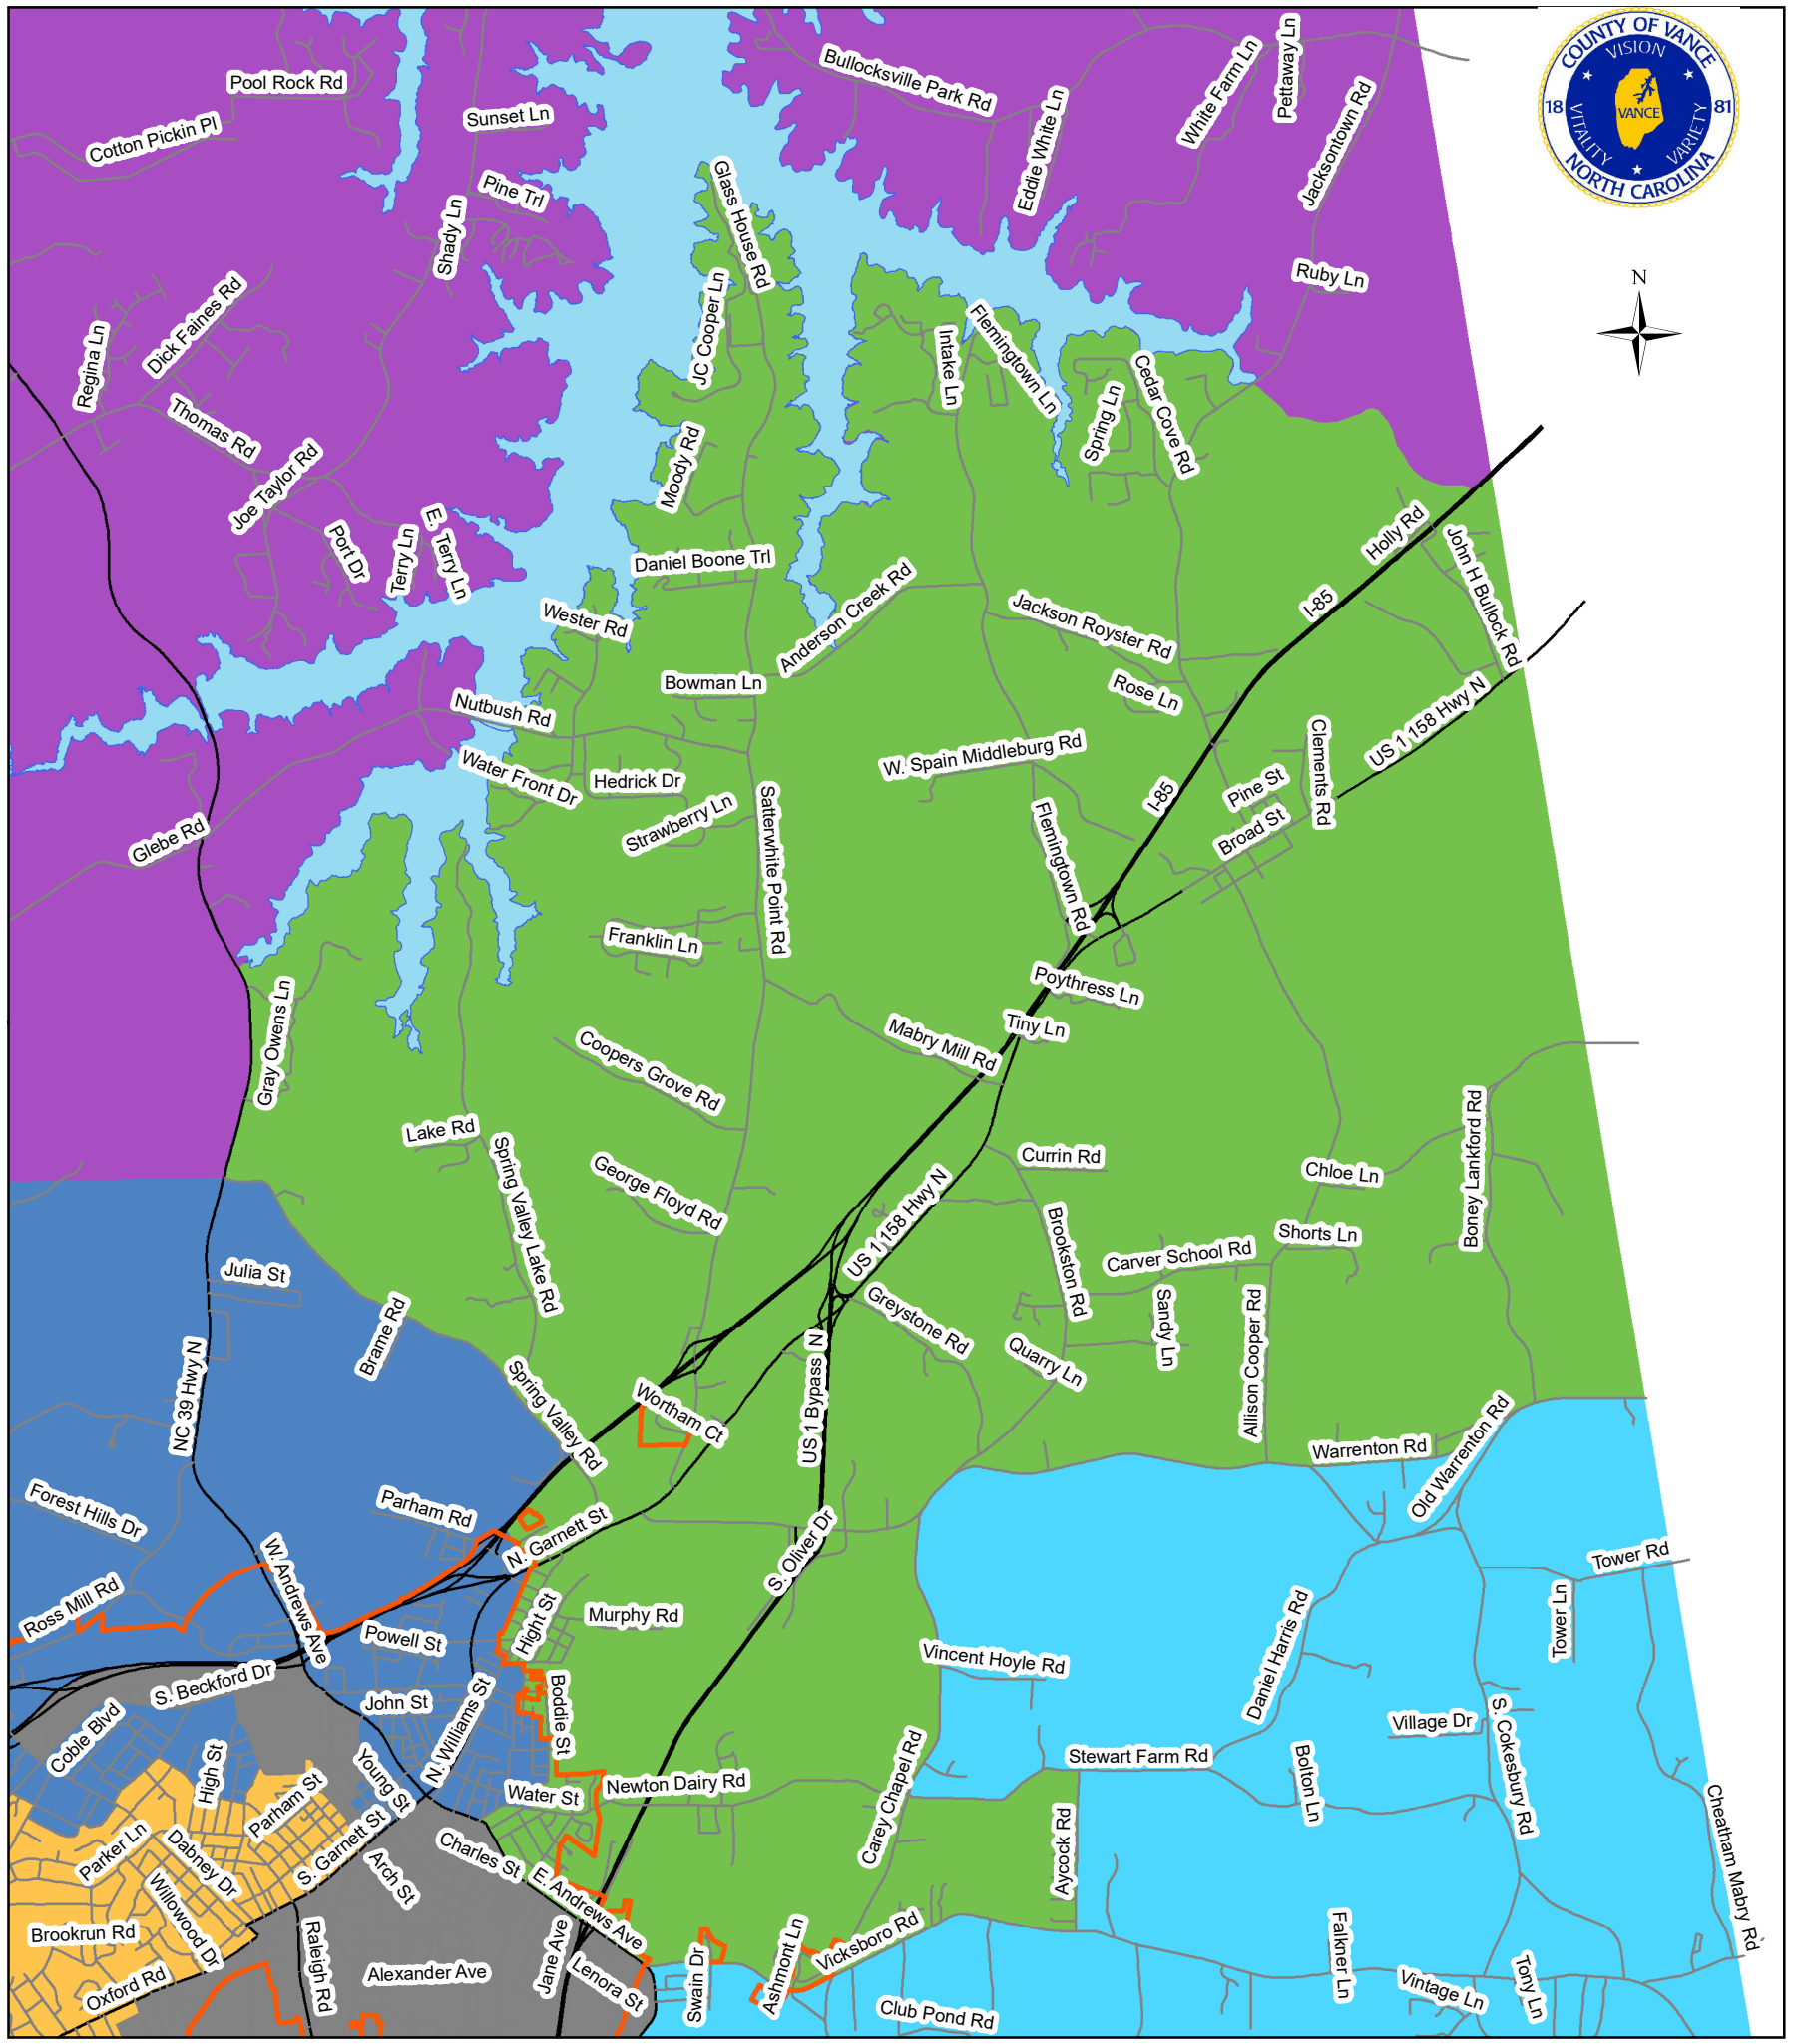 COUNTY OF VANCE
VISION
18
81
VANCE
VITALITY
VARIETY
NORTH CAROLINA
N
Pool Rock Rd
Cotton Pickin Pl
Sunset Ln
Pine Trl
Shady Ln
Bullocksville Park Rd
Eddie White Ln
White Farm Ln
Pettaway Ln
Jacksontown Rd
Ruby Ln
Glass House Rd
JC Cooper Ln
Regina Ln
Dick Faines Rd
Thomas Rd
Joe Taylor Rd
Port Dr
Terry Ln
E. Terry Ln
Intake Ln
Flemingtown Ln
Spring Ln
Cedar Cove Rd
Moody Rd
Daniel Boone Trl
Wester Rd
Anderson Creek Rd
Holly Rd
John H Bullock Rd
I-85
Jackson Royster Rd
Rose Ln
Bowman Ln
Nutbush Rd
Water Front Dr
Hedrick Dr
Strawberry Ln
Satterwhite Point Rd
W. Spain Middleburg Rd
Flemingtown Rd
I-85
Pine St
Broad St
Clements Rd
US 1 158 Hwy N
Glebe Rd
Franklin Ln
Gray Owens Ln
Poythress Ln
Tiny Ln
Mabry Mill Rd
Coopers Grove Rd
Lake Rd
Spring Valley Lake Rd
George Floyd Rd
Currin Rd
US 1 158 Hwy N
Brookston Rd
Chloe Ln
Boney Lankford Rd
Shorts Ln
Carver School Rd
Sandy Ln
Allison Cooper Rd
Julia St
Brame Rd
NC 39 Hwy N
Greystone Rd
Quarry Ln
US 1 Bypass N
Wortham Ct
Spring Valley Rd
Warrenton Rd
Old Warrenton Rd
Forest Hills Dr
Parham Rd
N. Garnett St
S. Oliver Dr
W. Andrews Ave
Ross Mill Rd
Powell St
Hight St
Murphy Rd
Tower Rd
Tower Ln
Daniel Harris Rd
Vincent Hoyle Rd
S. Beckford Dr
John St
N. Williams St
Boddie St
Coble Blvd
High St
Young St
Village Dr
S. Cokesbury Rd
Stewart Farm Rd
Bolton Ln
Water St
Newton Dairy Rd
Carey Chapel Rd
Aycock Rd
Cheatham Mabry Rd
Parham St
S. Garnett St
Parker Ln
Dabney Dr
Willowood Dr
Arch St
Charles St
E. Andrews Ave
Brookrun Rd
Oxford Rd
Raleigh Rd
Alexander Ave
Jane Ave
Lenora St
Swan Dr
Ashmont Ln
Vicksboro Rd
Club Pond Rd
Falkner Ln
Vintage Ln
Tony Ln